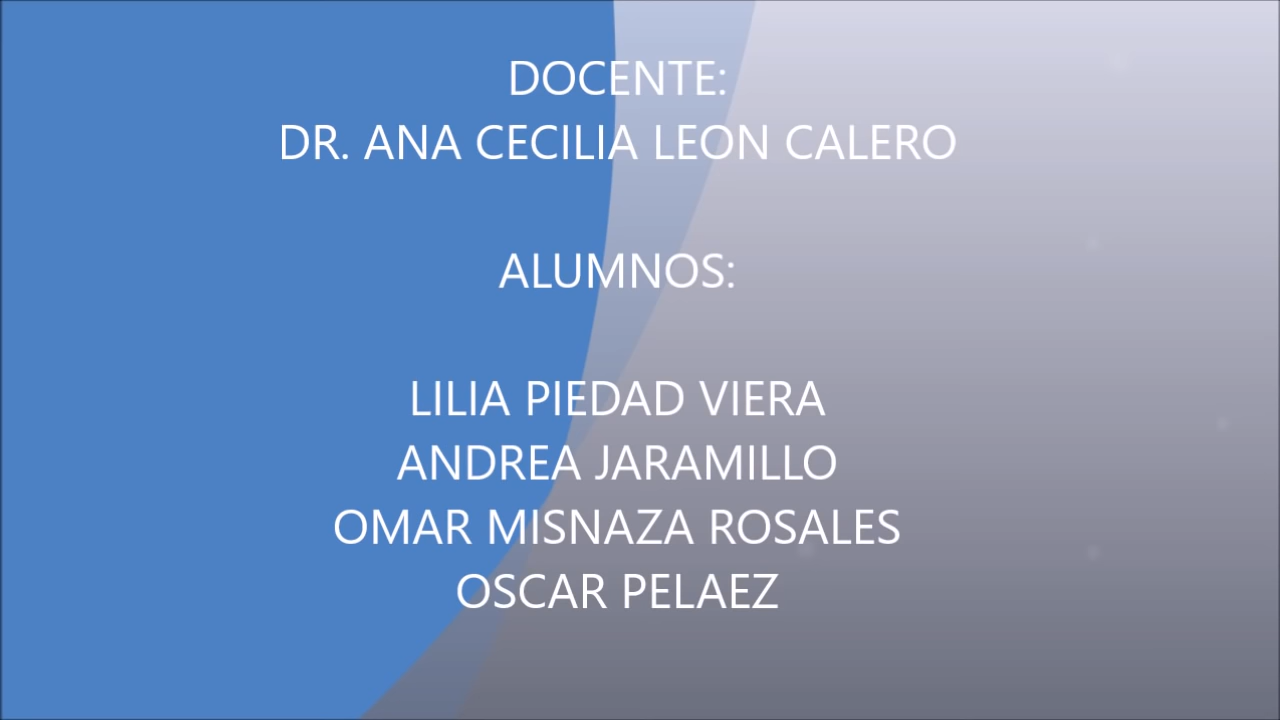 DOCENTE:
DR. ANA CECILIA LEON CALERO
ALUMNOS:
LILIA PIEDAD VIERA
ANDREA JARAMILLO
OMAR MISNAZA ROSALES
OSCAR PELAEZ